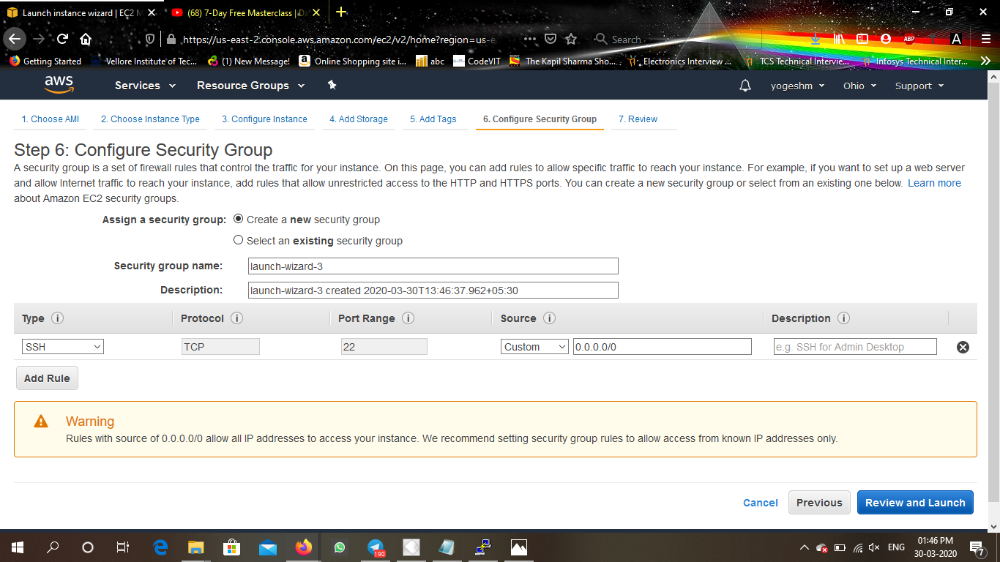 Launch instance wizard | EC2 M
(68) 7-Day Free Masterclass | Da
https://us-east-2.console.aws.amazon.com/ec2/v2/home?region=us-e
Search
ABP
A
Getting Started
Vellore Institute of Tec...
(1) New Message!
Online Shopping site i...
abc
CodeVIT
The Kapil Sharma Sho...
Electronics Interview ...
TCS Technical Intervie...
Infosys Technical Inter...
aws
Services
Resource Groups
yogeshm
Ohio
Support
1. Choose AMI
2. Choose Instance Type
3. Configure Instance
4. Add Storage
5. Add Tags
6. Configure Security Group
7. Review
Step 6: Configure Security Group
A security group is a set of firewall rules that control the traffic for your instance. On this page, you can add rules to allow specific traffic to reach your instance. For example, if you want to set up a web server
and allow Internet traffic to reach your instance, add rules that allow unrestricted access to the HTTP and HTTPS ports. You can create a new security group or select from an existing one below. Learn more
about Amazon EC2 security groups.
Assign a security group: Create a new security group
Select an existing security group
Security group name: launch-wizard-3
Description: launch-wizard-3 created 2020-03-30T13:46:37.962+05:30
Type
Protocol
Port Range
Source
Description
SSH
TCP
22
Custom
0.0.0.0/0
e.g. SSH for Admin Desktop
Add Rule
Warning
Rules with source of 0.0.0.0/0 allow all IP addresses to access your instance. We recommend setting security group rules to allow access from known IP addresses only.
Cancel
Previous
Review and Launch
190
ENG
01:46 PM
30-03-2020
7